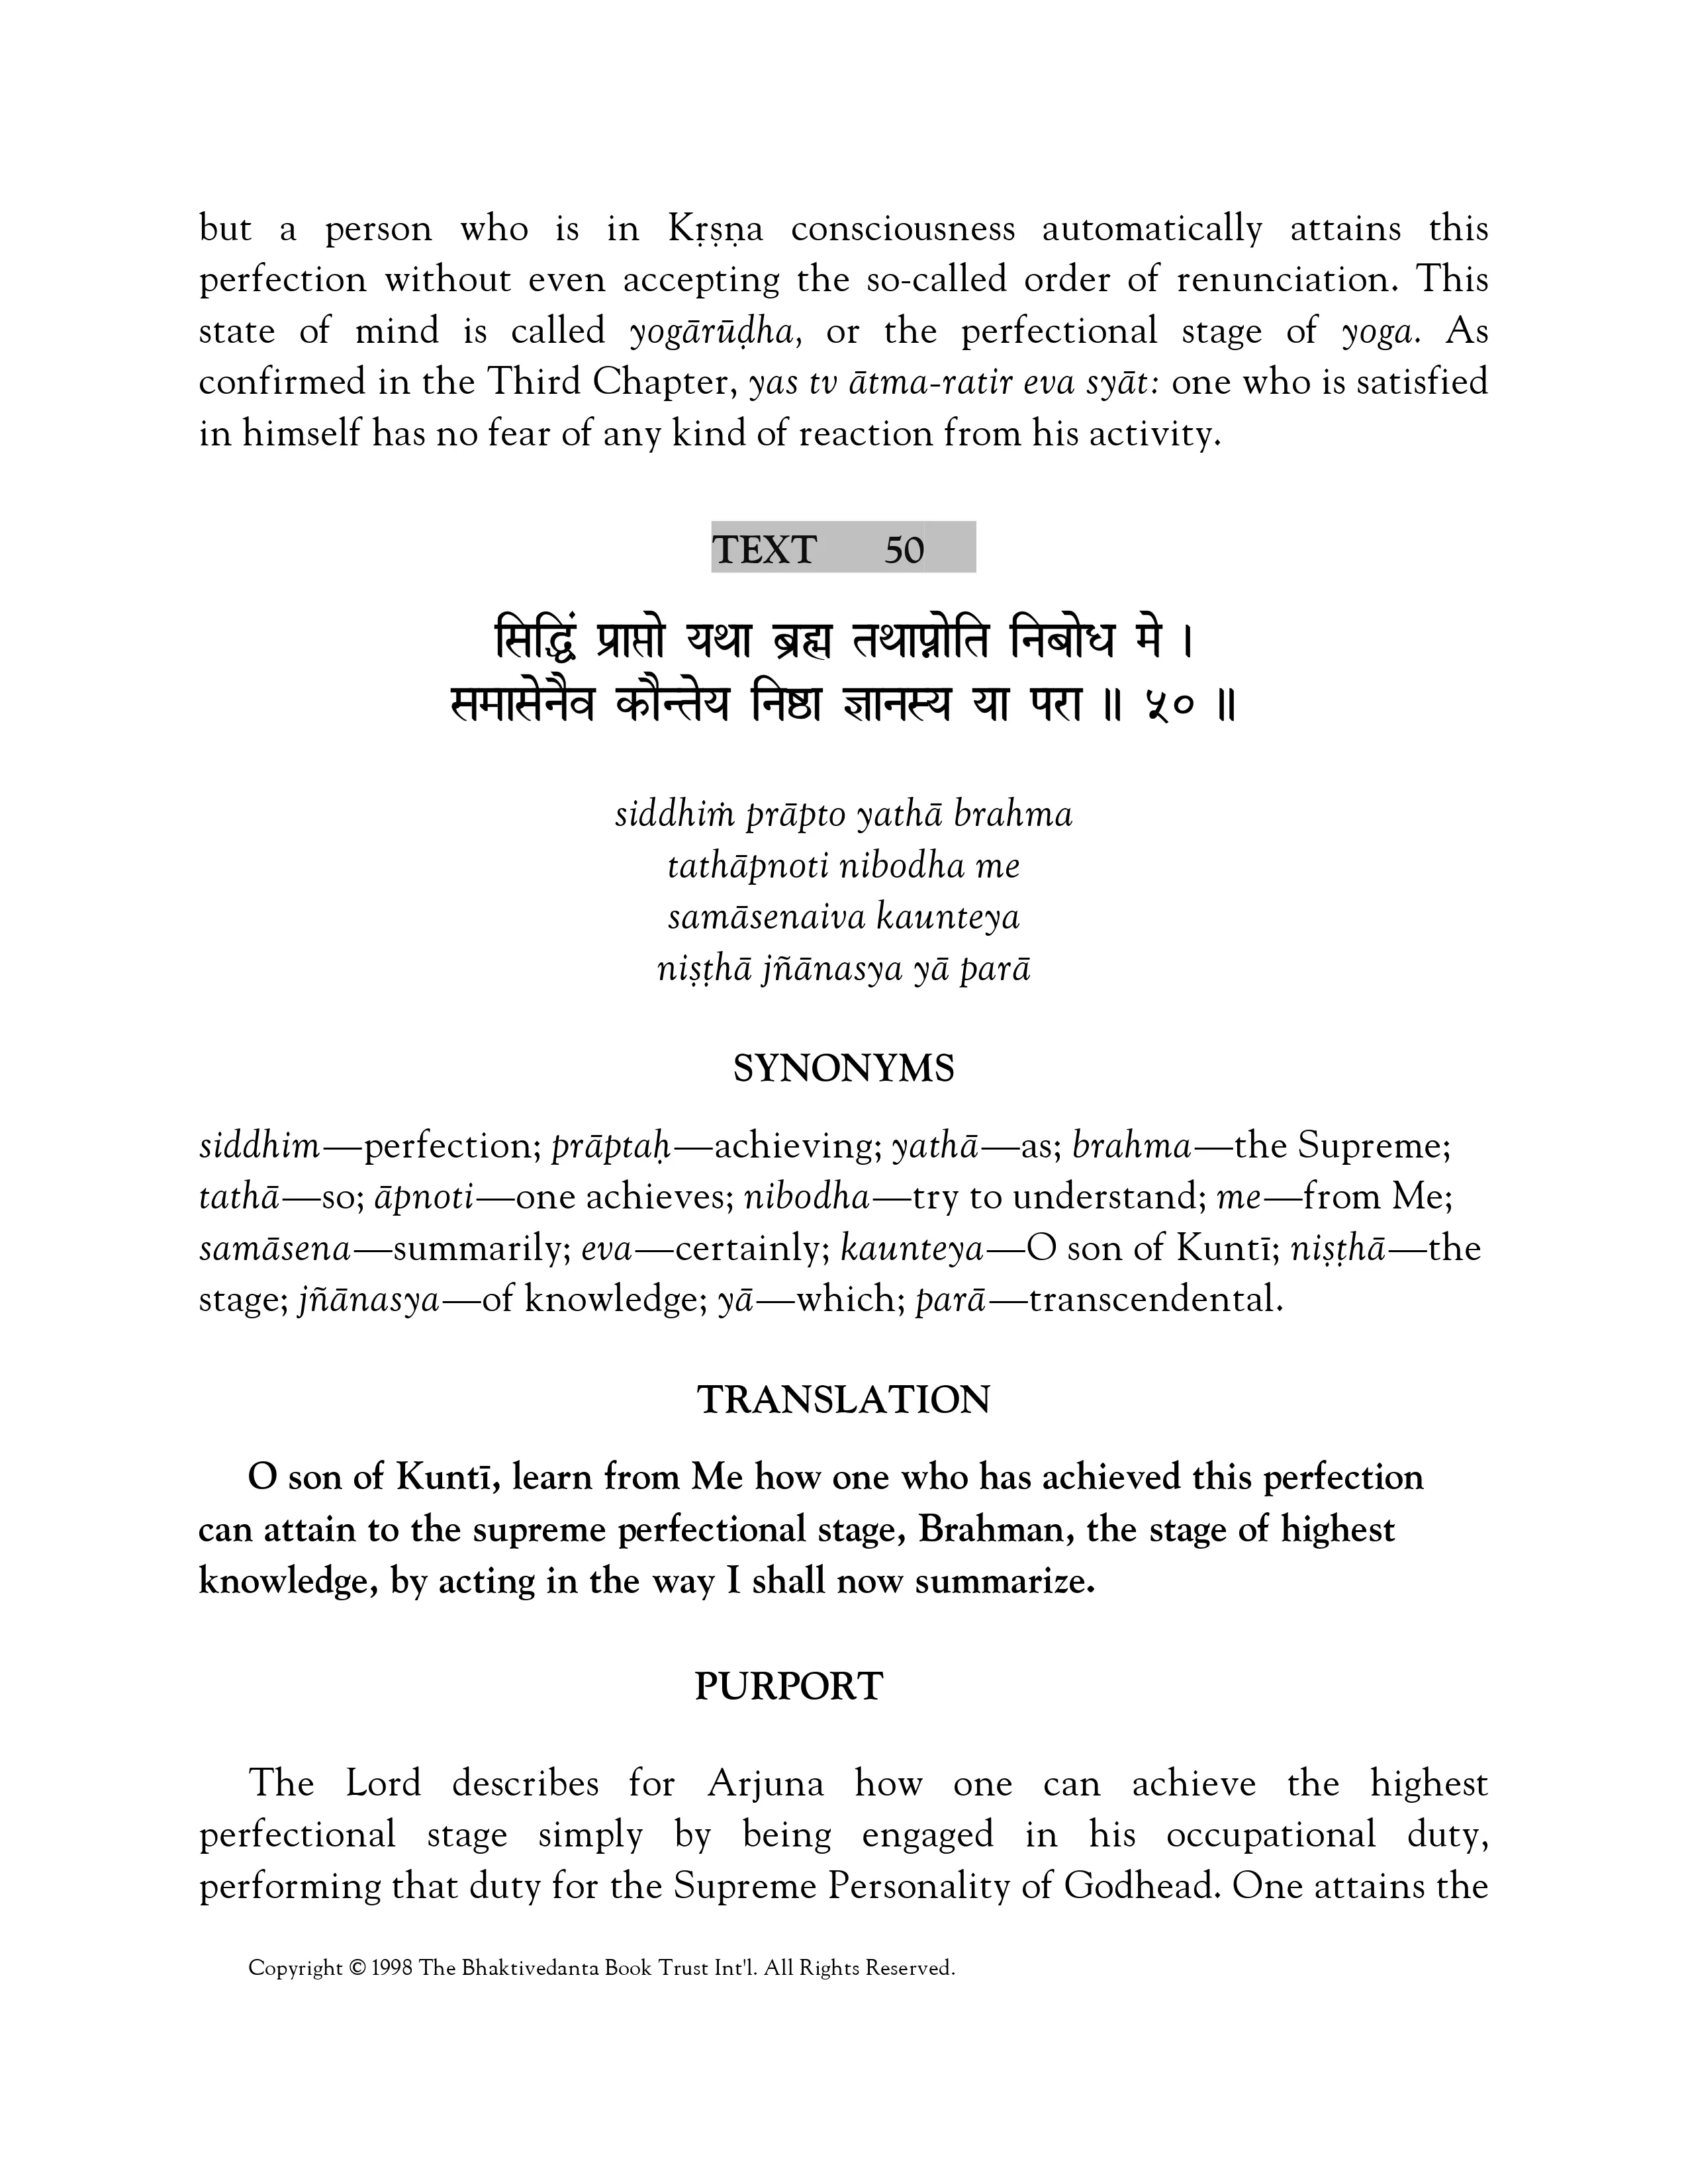 but a person who is in Kṛṣṇa consciousness automatically attains this
perfection without even accepting the so-called order of renunciation. This
state of mind is called yogārūḍha, or the perfectional stage of yoga. As
confirmed in the Third Chapter, yas tv ātma-ratir eva syāt: one who is satisfied
in himself has no fear of any kind of reaction from his activity.
TEXT 50
सिद्धिं प्राप्तो यथा ब्रह्म तथाप्नोति निबोध मे ।
समासेनैव कौन्तेय निष्ठा ज्ञानस्य या परा ॥ ५० ॥
siddhiṁ prāpto yathā brahma
tathāpnoti nibodha me
samāsenaiva kaunteya
niṣṭhā jñānasya yā parā
SYNONYMS
siddhim—perfection; prāptaḥ—achieving; yathā—as; brahma—the Supreme;
tathā—so; āpnoti—one achieves; nibodha—try to understand; me—from Me;
samāsena—summarily; eva—certainly; kaunteya—O son of Kuntī; niṣṭhā—the
stage; jñānasya—of knowledge; yā—which; parā—transcendental.
TRANSLATION
O son of Kuntī, learn from Me how one who has achieved this perfection
can attain to the supreme perfectional stage, Brahman, the stage of highest
knowledge, by acting in the way I shall now summarize.
PURPORT
The Lord describes for Arjuna how one can achieve the highest
perfectional stage simply by being engaged in his occupational duty,
performing that duty for the Supreme Personality of Godhead. One attains the
Copyright © 1998 The Bhaktivedanta Book Trust Int'l. All Rights Reserved.